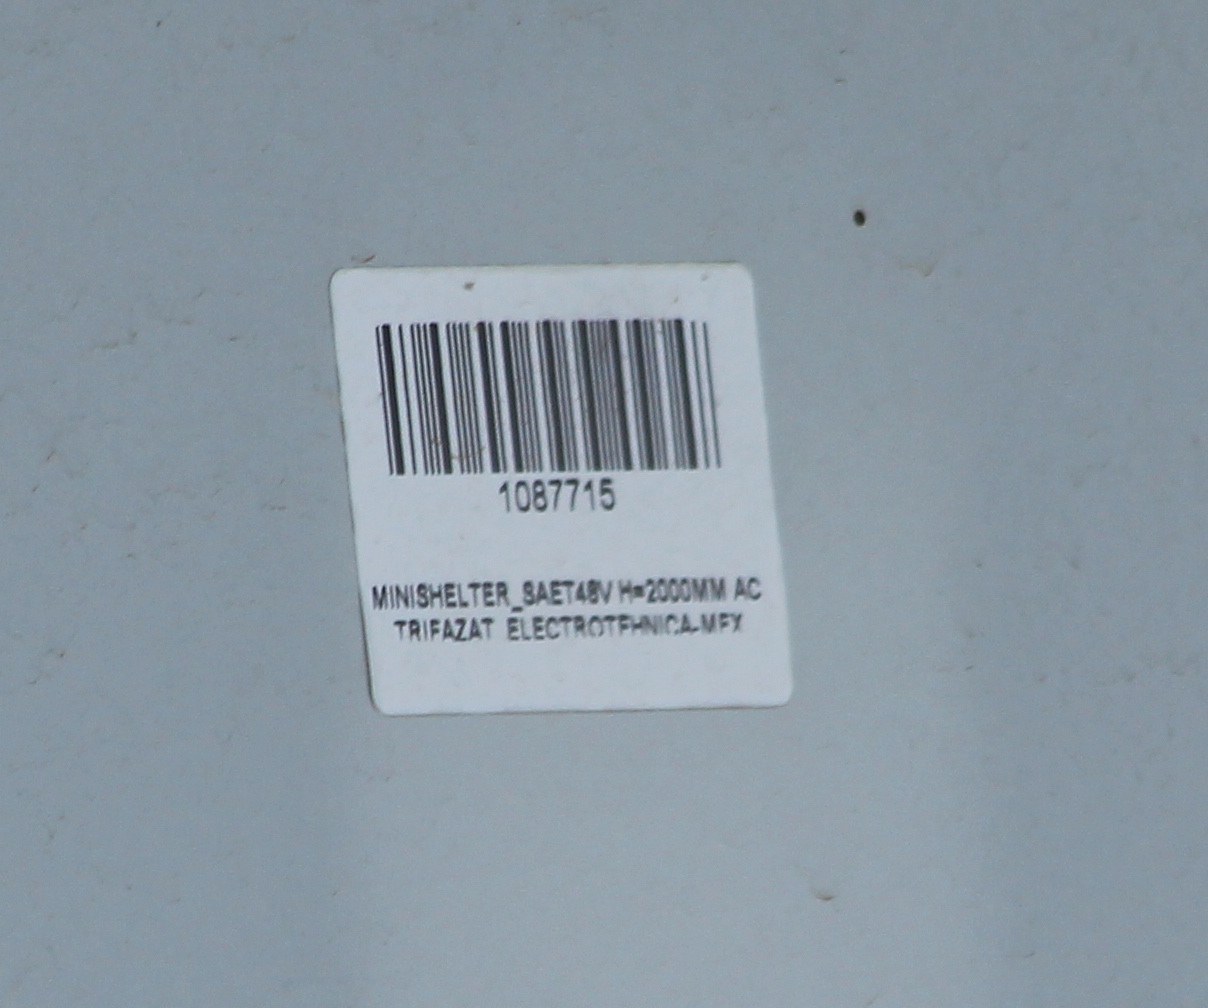 1087715
MINISHELTER_SAET48V H=2000MM AC
TRIFAZAT ELECTROTEHNICA-MFX